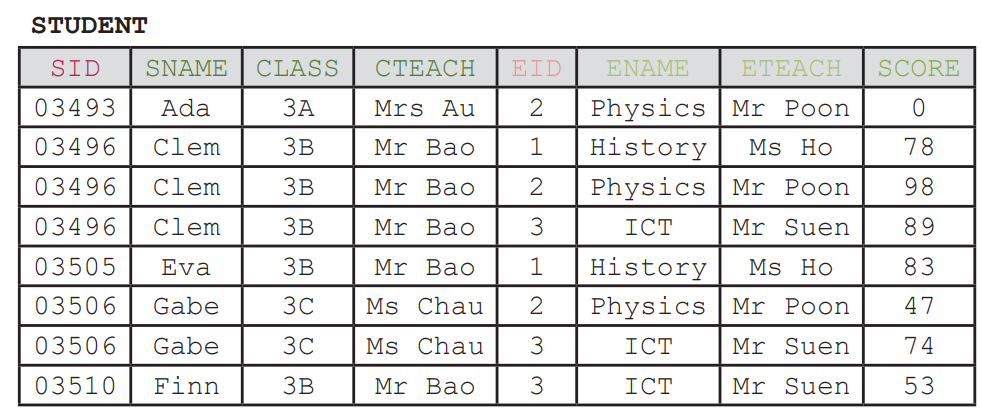 STUDENT
SID SNAME CLASS CTEACH EID ENAME ETEACH SCORE
03493 Ada 3A Mrs Au 2 Physics Mr Poon 0
03496 Clem 3B Mr Bao 1 History Ms Ho 78
03496 Clem 3B Mr Bao 2 Physics Mr Poon 98
03496 Clem 3B Mr Bao 3 ICT Mr Suen 89
03505 Eva 3B Mr Bao 1 History Ms Ho 83
03506 Gabe 3C Ms Chau 2 Physics Mr Poon 47
03506 Gabe 3C Ms Chau 3 ICT Mr Suen 74
03510 Finn 3B Mr Bao 3 ICT Mr Suen 53